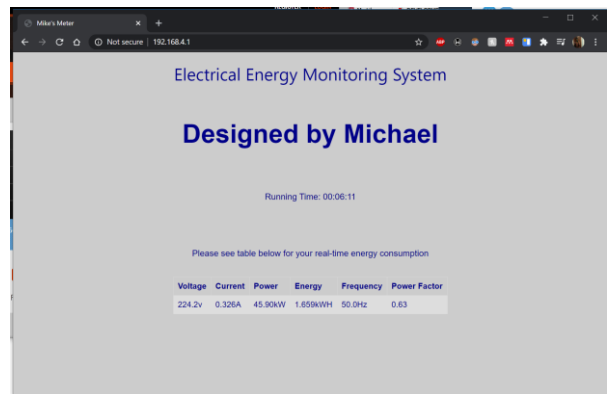 Mike's Meter
Not secure | 192.168.4.1
ABP
Electrical Energy Monitoring System
Designed by Michael
Running Time: 00:06:11
Please see table below for your real-time energy consumption
Voltage Current Power Energy Frequency Power Factor
224.2v 0.326A 45.90kW 1.659kWH 50.0Hz 0.63